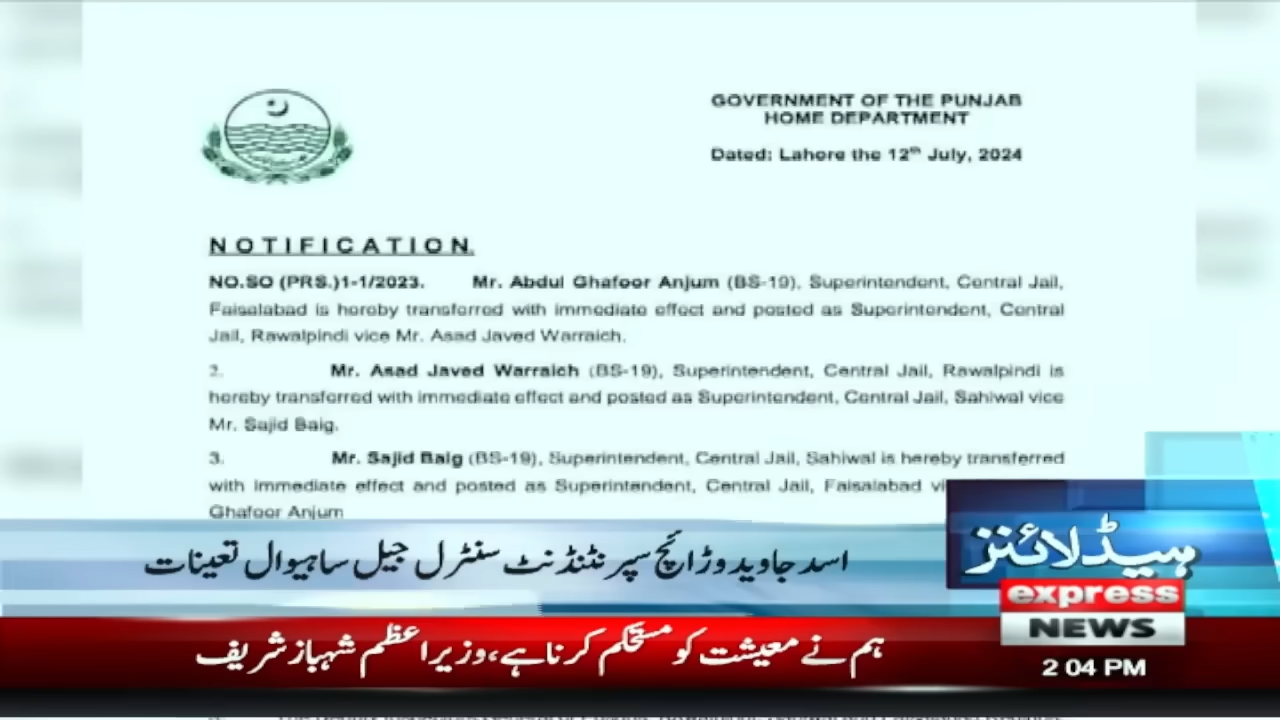 GOVERNMENT OF THE PUNJAB
HOME DEPARTMENT
Dated: Lahore the 12th July, 2024
NOTIFICATION
NO.SO (PRS.)1-1/2023. Mr. Abdul Ghafoor Anjum (BS-19), Superintendent, Central Jail,
Faisalabad is hereby transferred with immediate effect and posted as Superintendent, Central
Jail, Rawalpindi vice Mr. Asad Javed Warraich.
2. Mr. Asad Javed Warraich (BS-19), Superintendent, Central Jail, Rawalpindi is
hereby transferred with immediate effect and posted as Superintendent, Central Jail, Sahiwal vice
Mr. Sajid Baig.
3. Mr. Sajid Baig (BS-19), Superintendent, Central Jail, Sahiwal is hereby transferred
with immediate effect and posted as Superintendent, Central Jail, Faisalabad
Ghafoor Anjum
اسد جاوید وڑائچ سپرنٹنڈنٹ سنٹرل جیل ساہیوال تعینات
ہیڈلائنز
express
NEWS
ہم نے معیشت کو مستحکم کرنا ہے، وزیراعظم شہباز شریف
2 04 PM